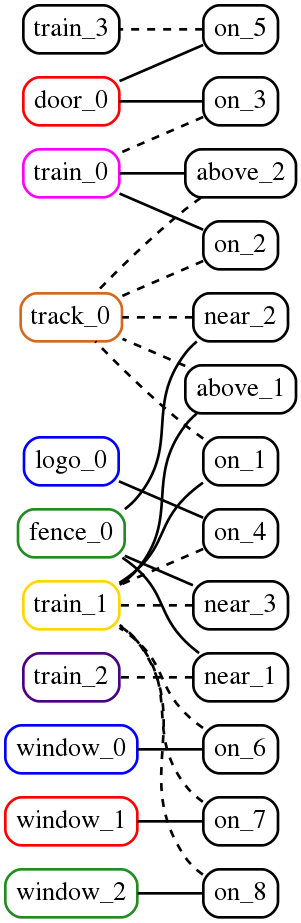 train_3 on_5
door_0 on_3
train_0 above_2
on_2
track_0 near_2
above_1
logo_0 on_1
fence_0 on_4
train_1 near_3
train_2 near_1
window_0 on_6
window_1 on_7
window_2 on_8